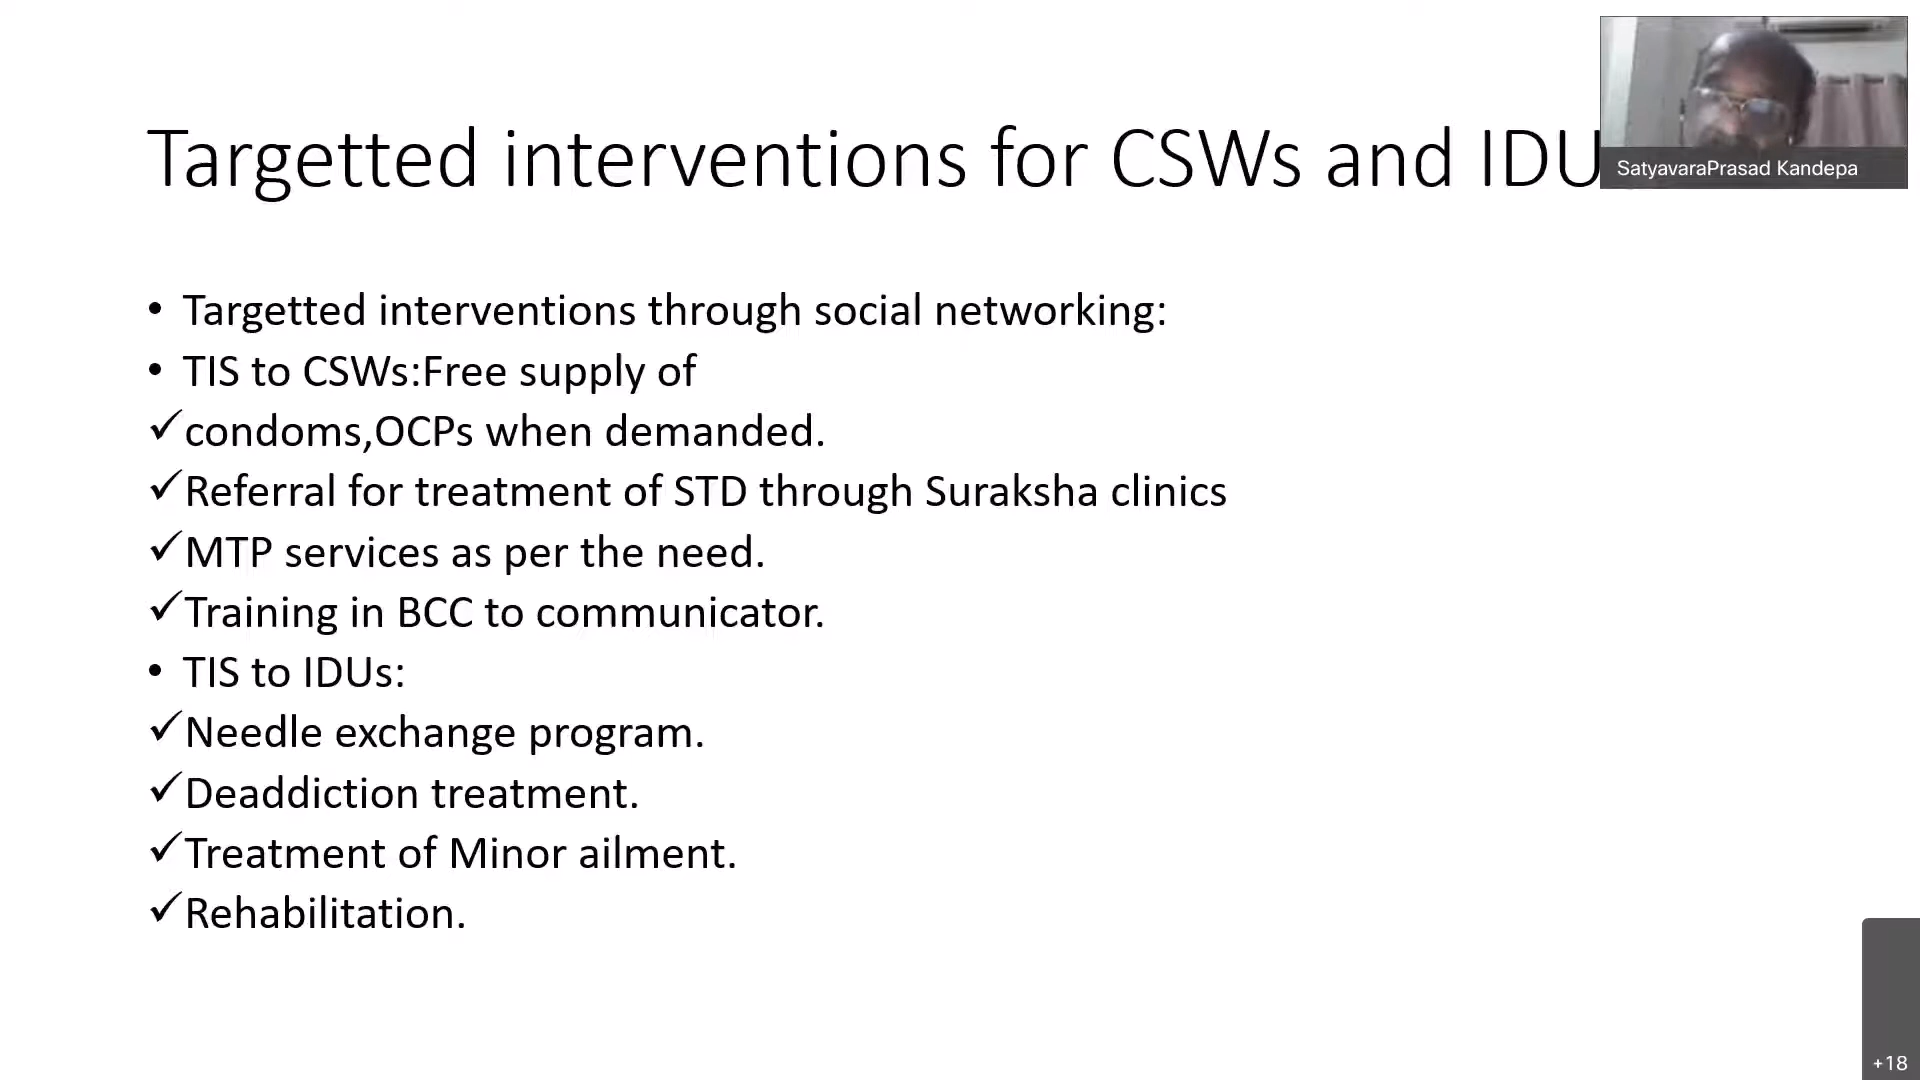 Targetted interventions for CSWs and IDU
SatyavaraPrasad Kandepa
• Targetted interventions through social networking:
• TIS to CSWs:Free supply of
✓condoms,OCPs when demanded.
✓Referral for treatment of STD through Suraksha clinics
✓MTP services as per the need.
✓Training in BCC to communicator.
• TIS to IDUs:
✓Needle exchange program.
✓Deaddiction treatment.
✓Treatment of Minor ailment.
✓Rehabilitation.
+18